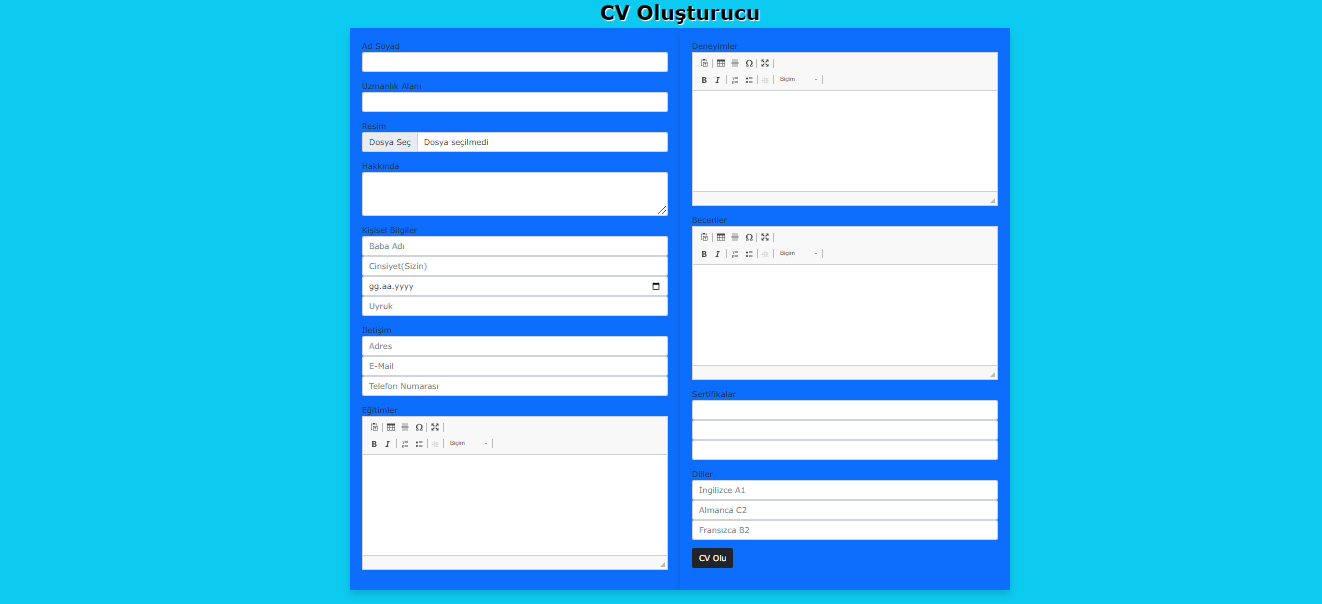 CV Oluşturucu
Ad Soyad
Uzmanlık Alanı
Resim
Dosya Seç Dosya seçilmedi
Hakkında
Kişisel Bilgiler
Baba Adı
Cinsiyet(Sizin)
gg.aa.yyyy
Uyruk
İletişim
Adres
E-Mail
Telefon Numarası
Eğitimler
B I Biçim
Deneyimler
B I Biçim
Beceriler
B I Biçim
Sertifikalar
Diller
İngilizce A1
Almanca C2
Fransızca B2
CV Olu